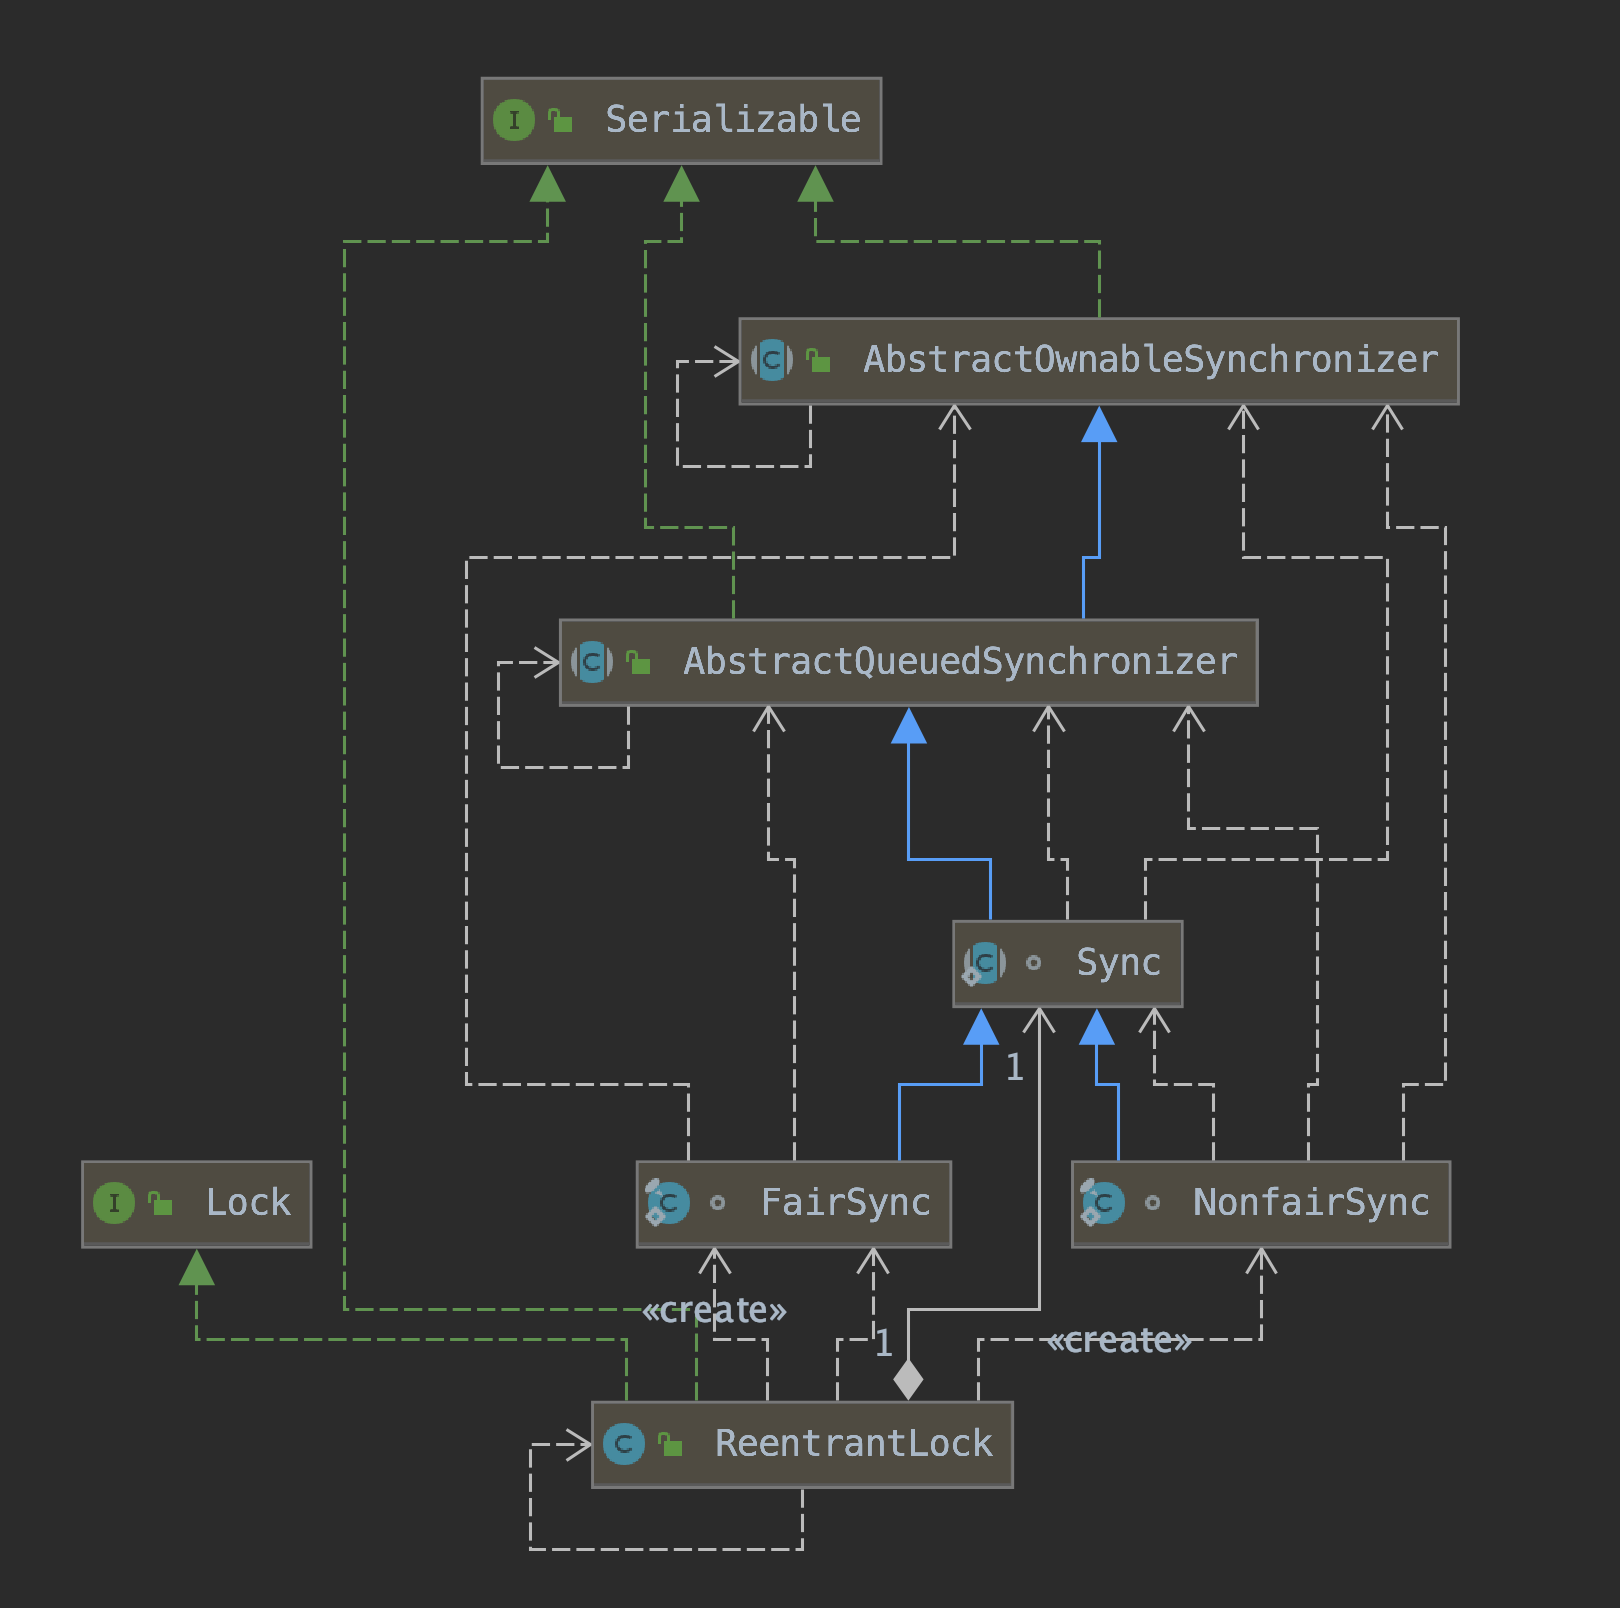 I Serializable
C AbstractOwnableSynchronizer
C AbstractQueuedSynchronizer
C Sync
1
I Lock
C FairSync
C NonfairSync
«create»
1
«create»
C ReentrantLock